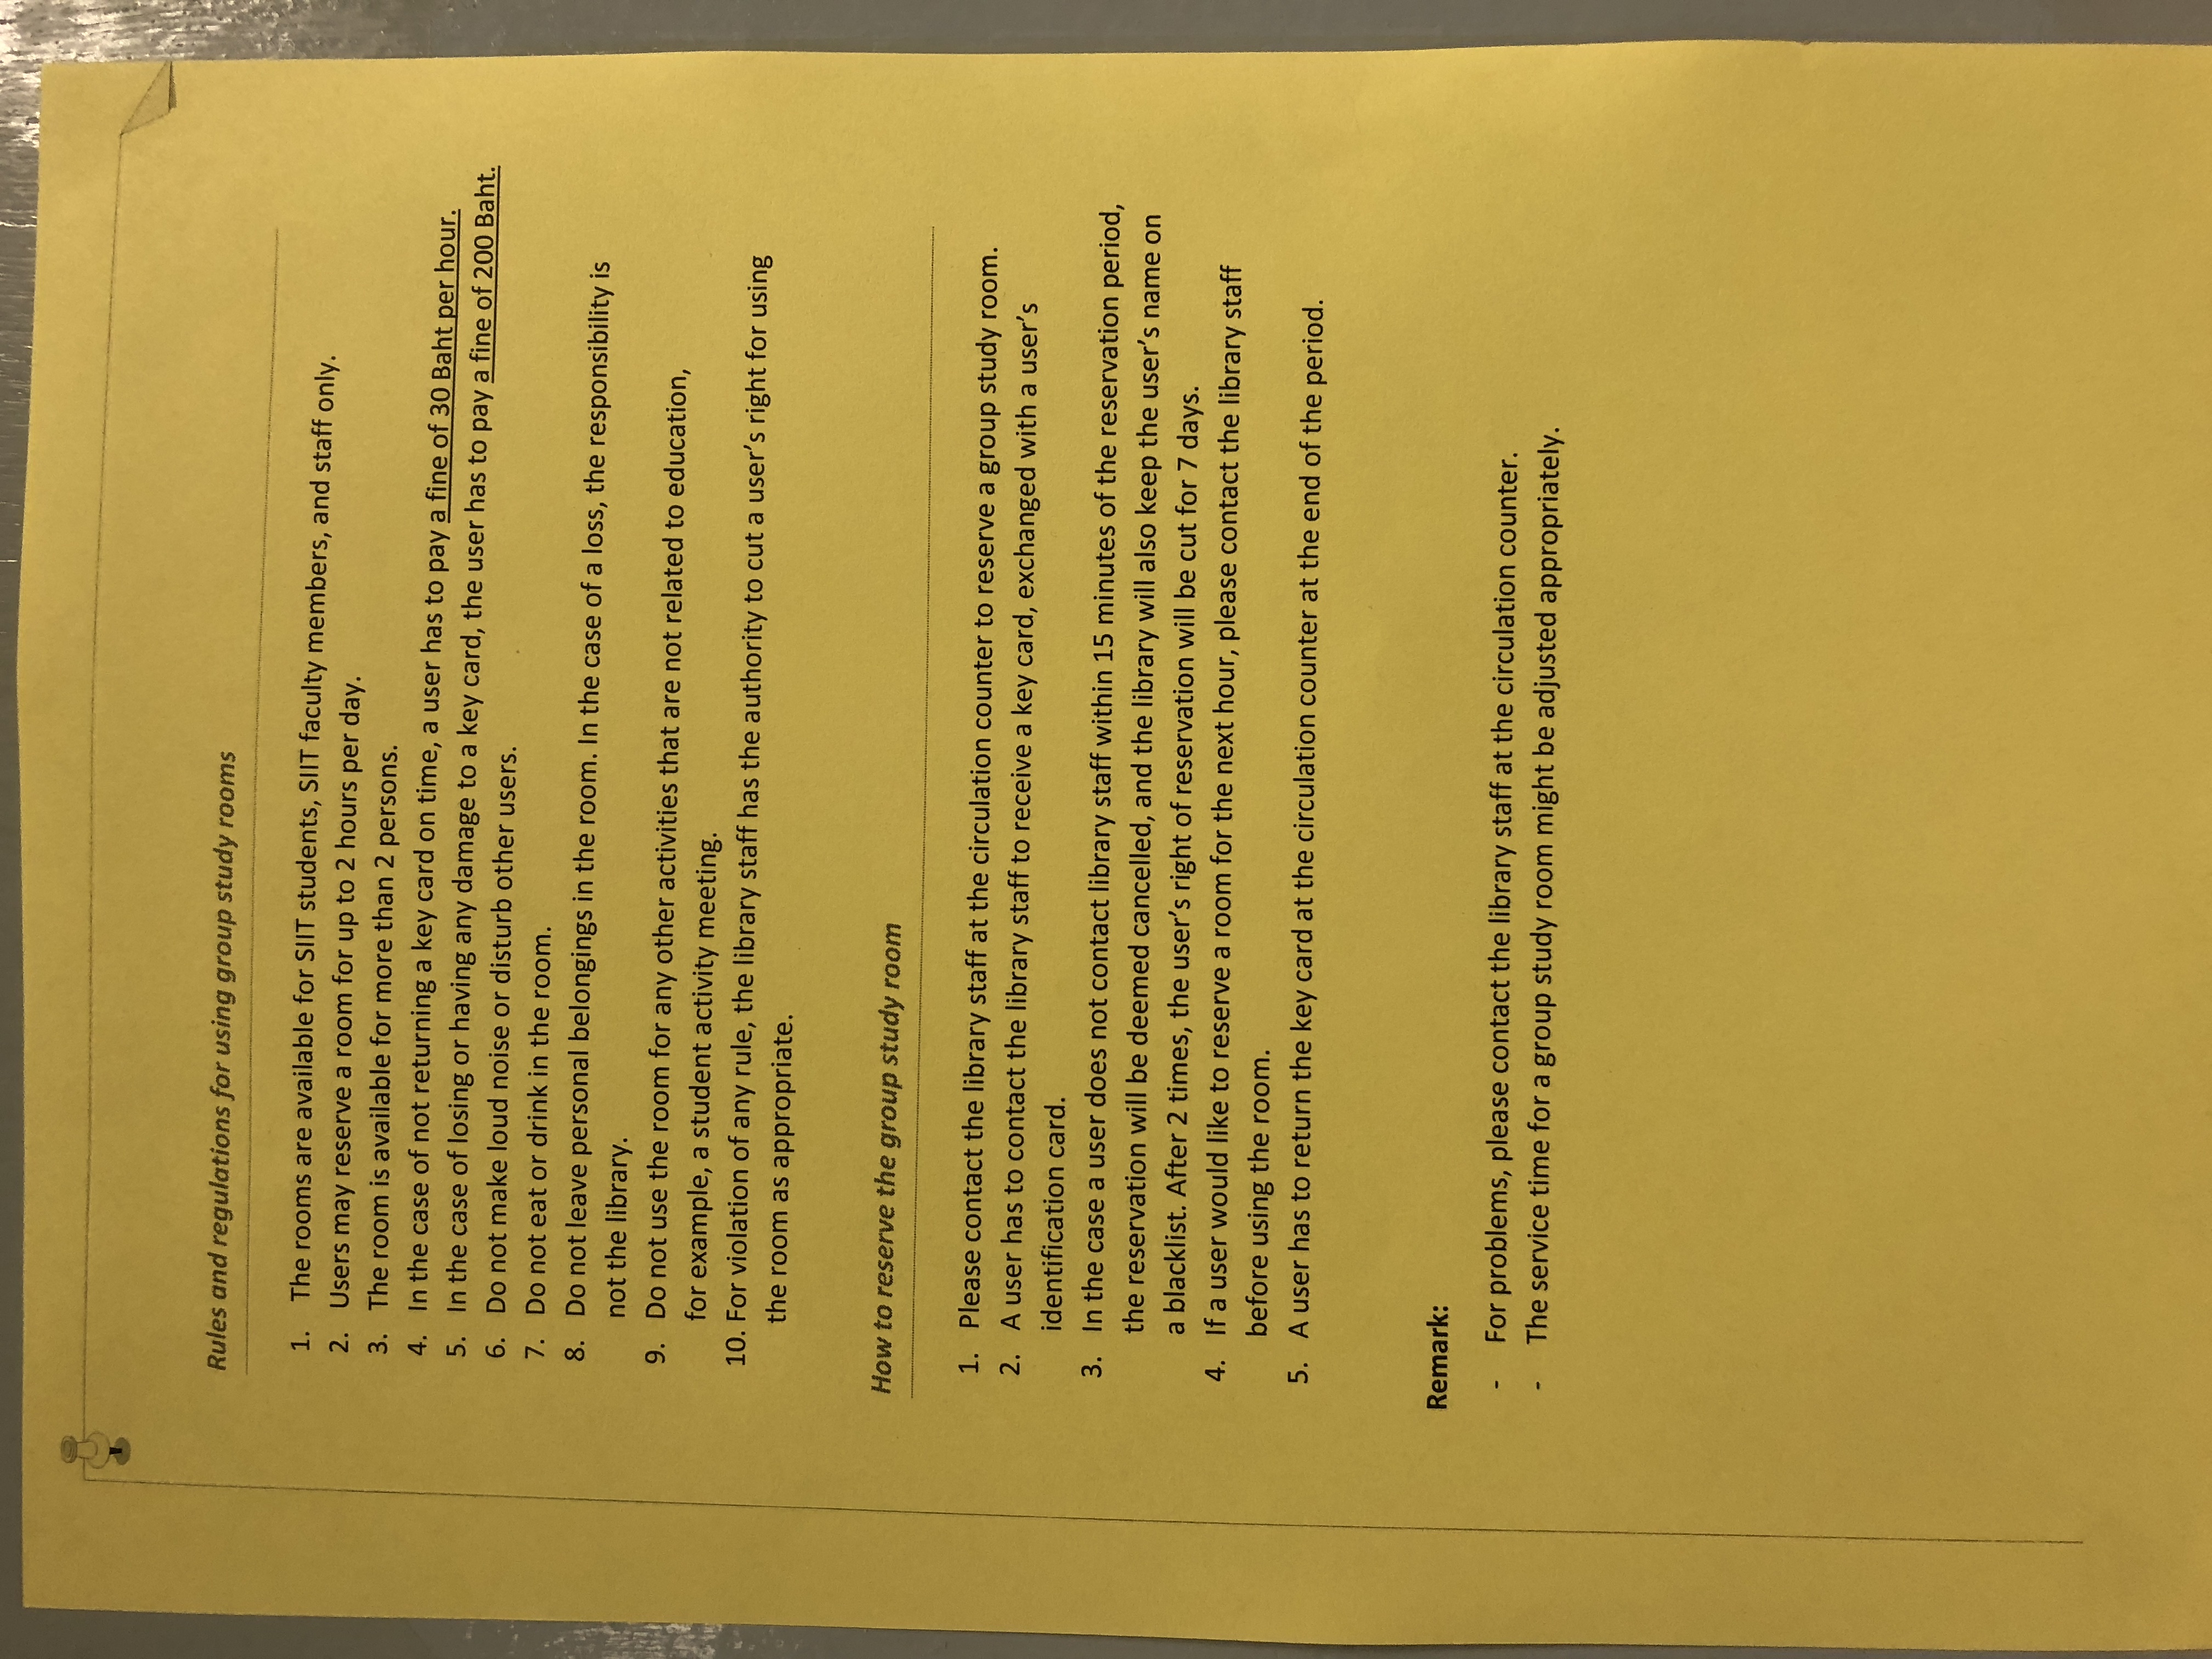 Rules and regulations for using group study rooms
1. The rooms are available for SIIT students, SIIT faculty members, and staff only.
2. Users may reserve a room for up to 2 hours per day.
3. The room is available for more than 2 persons.
4. In the case of not returning a key card on time, a user has to pay a fine of 30 Baht per hour.
5. In the case of losing or having any damage to a key card, the user has to pay a fine of 200 Baht.
6. Do not make loud noise or disturb other users.
7. Do not eat or drink in the room.
8. Do not leave personal belongings in the room. In the case of a loss, the responsibility is
not the library.
9. Do not use the room for any other activities that are not related to education,
for example, a student activity meeting.
10. For violation of any rule, the library staff has the authority to cut a user's right for using
the room as appropriate.
How to reserve the group study room
1. Please contact the library staff at the circulation counter to reserve a group study room.
2. A user has to contact the library staff to receive a key card, exchanged with a user's
identification card.
3. In the case a user does not contact library staff within 15 minutes of the reservation period,
the reservation will be deemed cancelled, and the library will also keep the user's name on
a blacklist. After 2 times, the user's right of reservation will be cut for 7 days.
4. If a user would like to reserve a room for the next hour, please contact the library staff
before using the room.
5. A user has to return the key card at the circulation counter at the end of the period.
Remark:
- For problems, please contact the library staff at the circulation counter.
- The service time for a group study room might be adjusted appropriately.